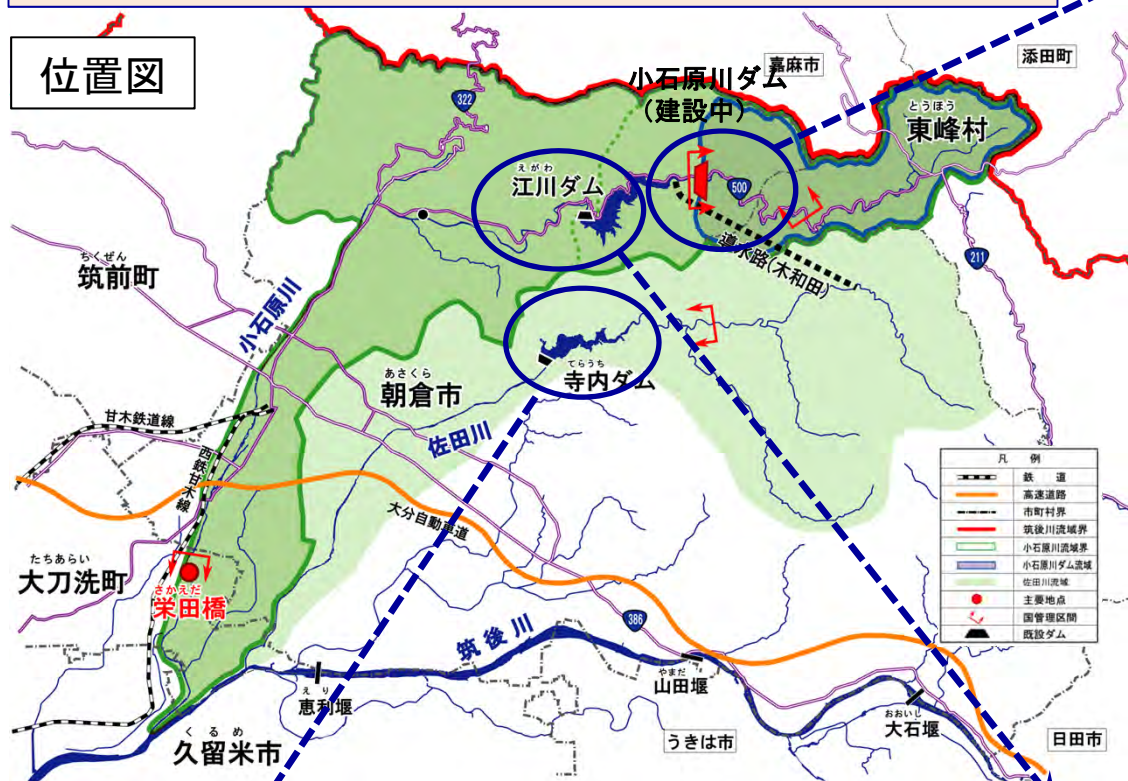 位置図
嘉麻市
添田町
小石原川ダム
（建設中）
とうほう
東峰村
322
えがわ
江川ダム
500
導水路(木和田)
211
ちくぜん
筑前町
小石原川
てらうち
寺内ダム
あさくら
朝倉市
佐田川
甘木鉄道線
西鉄甘木線
大分自動車道
たちあらい
大刀洗町
さかえだ
栄田橋
筑後川
386
えり
恵利堰
やまだ
山田堰
おおいし
大石堰
くるめ
久留米市
うきは市
日田市
凡 例
鉄 道
高速道路
市町村界
筑後川流域界
小石原川流域界
小石原川ダム流域
佐田川流域
主要地点
国管理区間
既設ダム